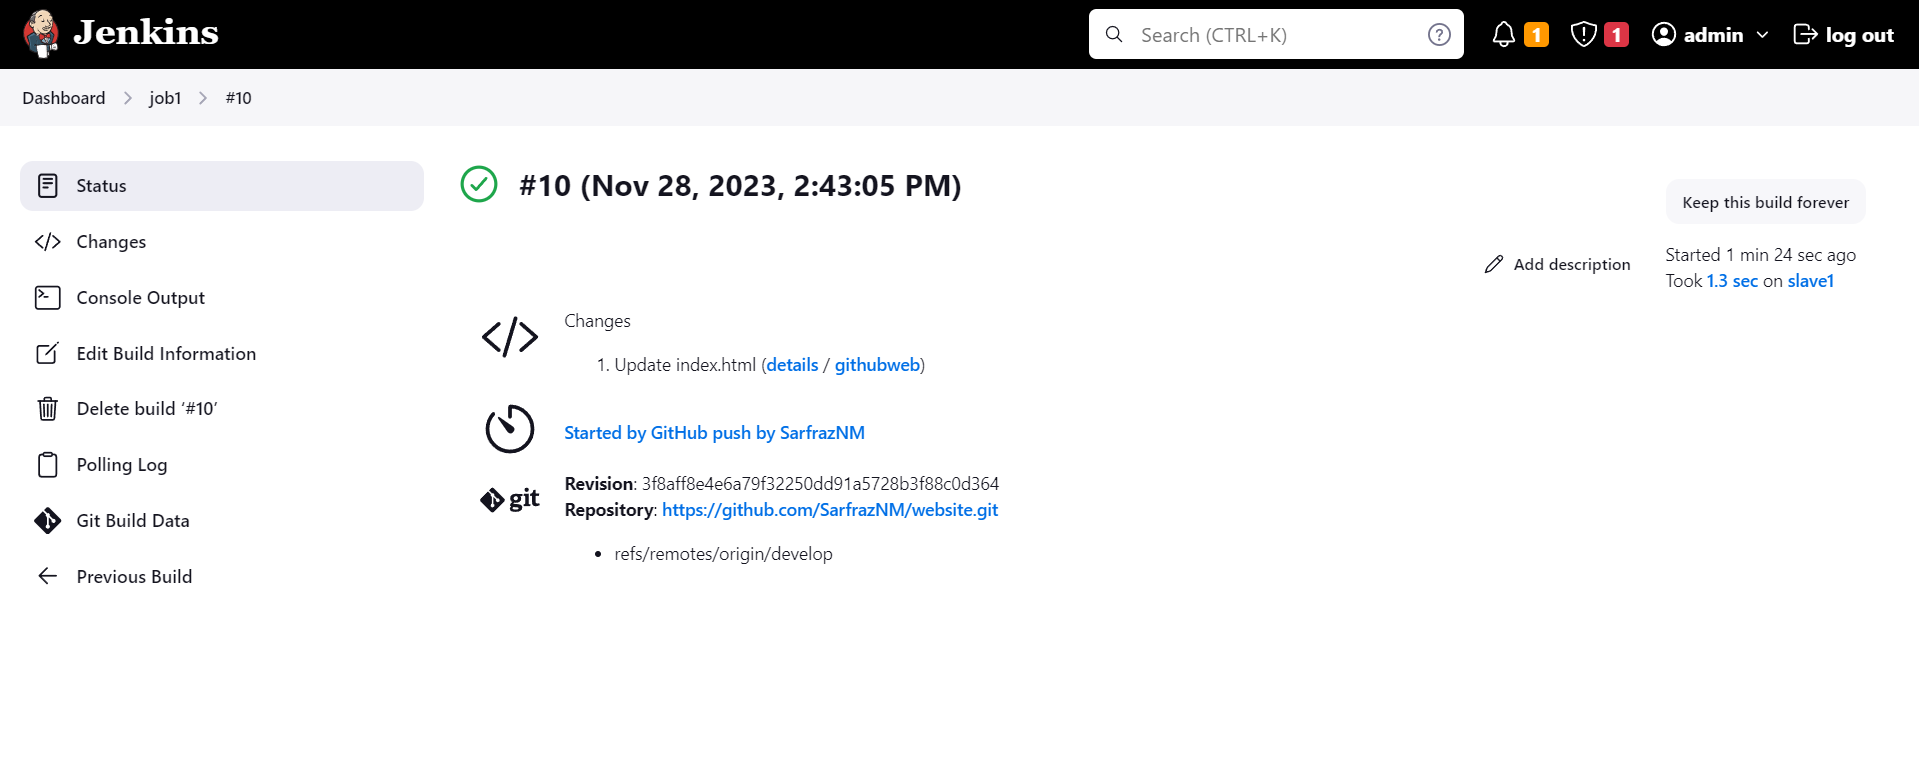 Jenkins
Search (CTRL+K)
1
1
admin
log out
Dashboard
job1
#10
Status
Changes
Console Output
Edit Build Information
Delete build ‘#10’
Polling Log
Git Build Data
Previous Build
#10 (Nov 28, 2023, 2:43:05 PM)
Keep this build forever
Add description
Started 1 min 24 sec ago
Took 1.3 sec on slave1
Changes
1. Update index.html (details / githubweb)
Started by GitHub push by SarfrazNM
git
Revision: 3f8aff8e4e6a79f32250dd91a5728b3f88c0d364
Repository: https://github.com/SarfrazNM/website.git
• refs/remotes/origin/develop